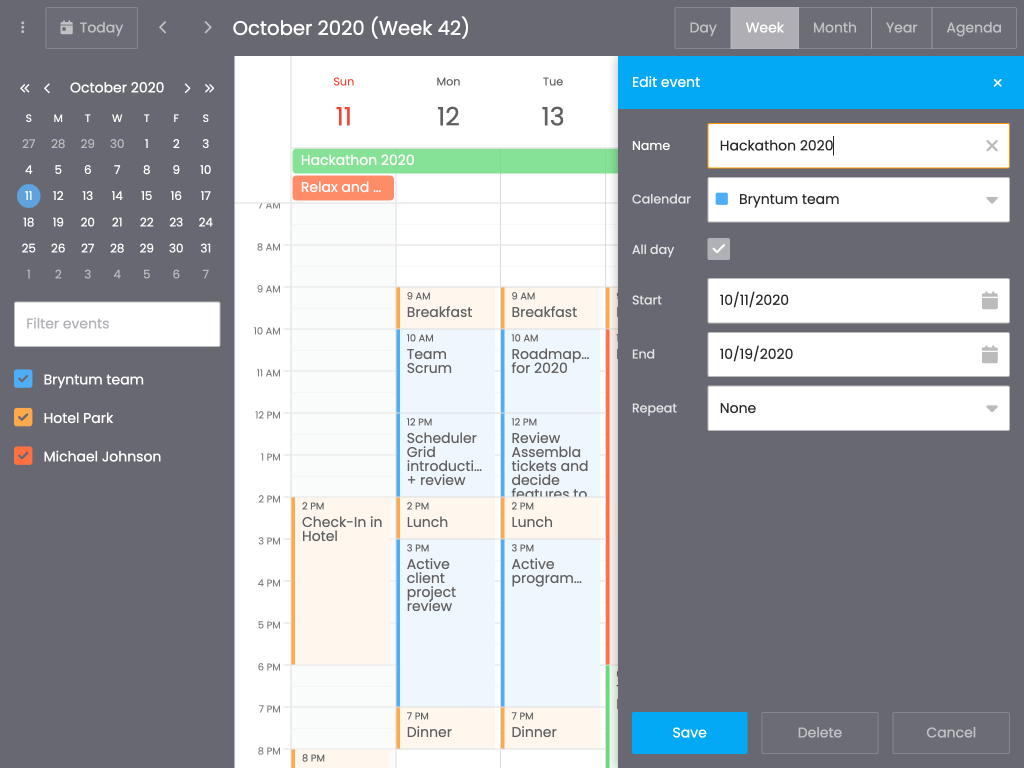 Today
October 2020 (Week 42)
Day
Week
Month
Year
Agenda
« ‹ October 2020 › »
S M T W T F S
27 28 29 30 1 2 3
4 5 6 7 8 9 10
11 12 13 14 15 16 17
18 19 20 21 22 23 24
25 26 27 28 29 30 31
1 2 3 4 5 6 7
Filter events
Bryntum team
Hotel Park
Michael Johnson
Sun
11
Mon
12
Tue
13
Hackathon 2020
Relax and ...
7 AM
8 AM
9 AM
10 AM
11 AM
12 PM
1 PM
2 PM
3 PM
4 PM
5 PM
6 PM
7 PM
8 PM
2 PM
Check-In in
Hotel
8 PM
9 AM
Breakfast
10 AM
Team
Scrum
12 PM
Scheduler
Grid
introducti...
+ review
2 PM
Lunch
3 PM
Active
client
project
review
7 PM
Dinner
9 AM
Breakfast
10 AM
Roadmap...
for 2020
12 PM
Review
Assembla
tickets and
decide
features to
2 PM
Lunch
3 PM
Active
program...
7 PM
Dinner
Edit event
Name
Hackathon 2020
Calendar
Bryntum team
All day
Start
10/11/2020
End
10/19/2020
Repeat
None
Save
Delete
Cancel